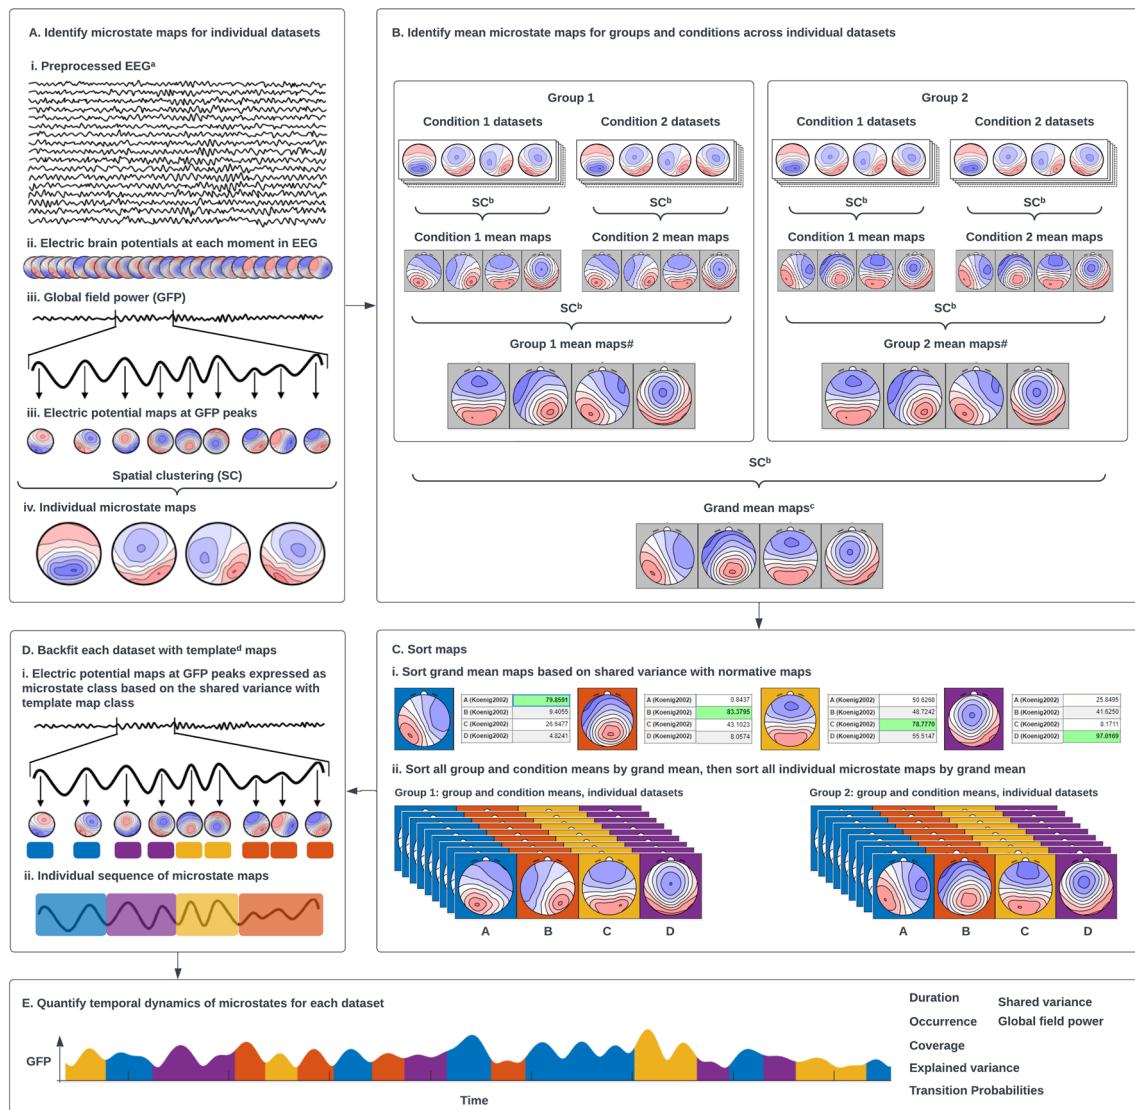 A. Identify microstate maps for individual datasets
i. Preprocessed EEGᵃ
ii. Electric brain potentials at each moment in EEG
iii. Global field power (GFP)
iii. Electric potential maps at GFP peaks
Spatial clustering (SC)
iv. Individual microstate maps
B. Identify mean microstate maps for groups and conditions across individual datasets
Group 1
Condition 1 datasets
Condition 2 datasets
SCᵇ
SCᵇ
Condition 1 mean maps
Condition 2 mean maps
SCᵇ
Group 1 mean maps#
Group 2
Condition 1 datasets
Condition 2 datasets
SCᵇ
SCᵇ
Condition 1 mean maps
Condition 2 mean maps
SCᵇ
Group 2 mean maps#
SCᵇ
Grand mean mapsᶜ
C. Sort maps
i. Sort grand mean maps based on shared variance with normative maps
A (Koenig2002) 79.8591
B (Koenig2002) 9.4055
C (Koenig2002) 26.6477
D (Koenig2002) 4.8241
A (Koenig2002) 0.8437
B (Koenig2002) 83.3795
C (Koenig2002) 43.1023
D (Koenig2002) 8.0574
A (Koenig2002) 50.6268
B (Koenig2002) 48.7242
C (Koenig2002) 78.7770
D (Koenig2002) 55.5147
A (Koenig2002) 25.8495
B (Koenig2002) 41.6250
C (Koenig2002) 8.1711
D (Koenig2002) 97.0169
ii. Sort all group and condition means by grand mean, then sort all individual microstate maps by grand mean
Group 1: group and condition means, individual datasets
A B C D
Group 2: group and condition means, individual datasets
A B C D
D. Backfit each dataset with templateᵈ maps
i. Electric potential maps at GFP peaks expressed as
microstate class based on the shared variance with
template map class
ii. Individual sequence of microstate maps
E. Quantify temporal dynamics of microstates for each dataset
GFP
Time
Duration
Occurrence
Coverage
Explained variance
Transition Probabilities
Shared variance
Global field power